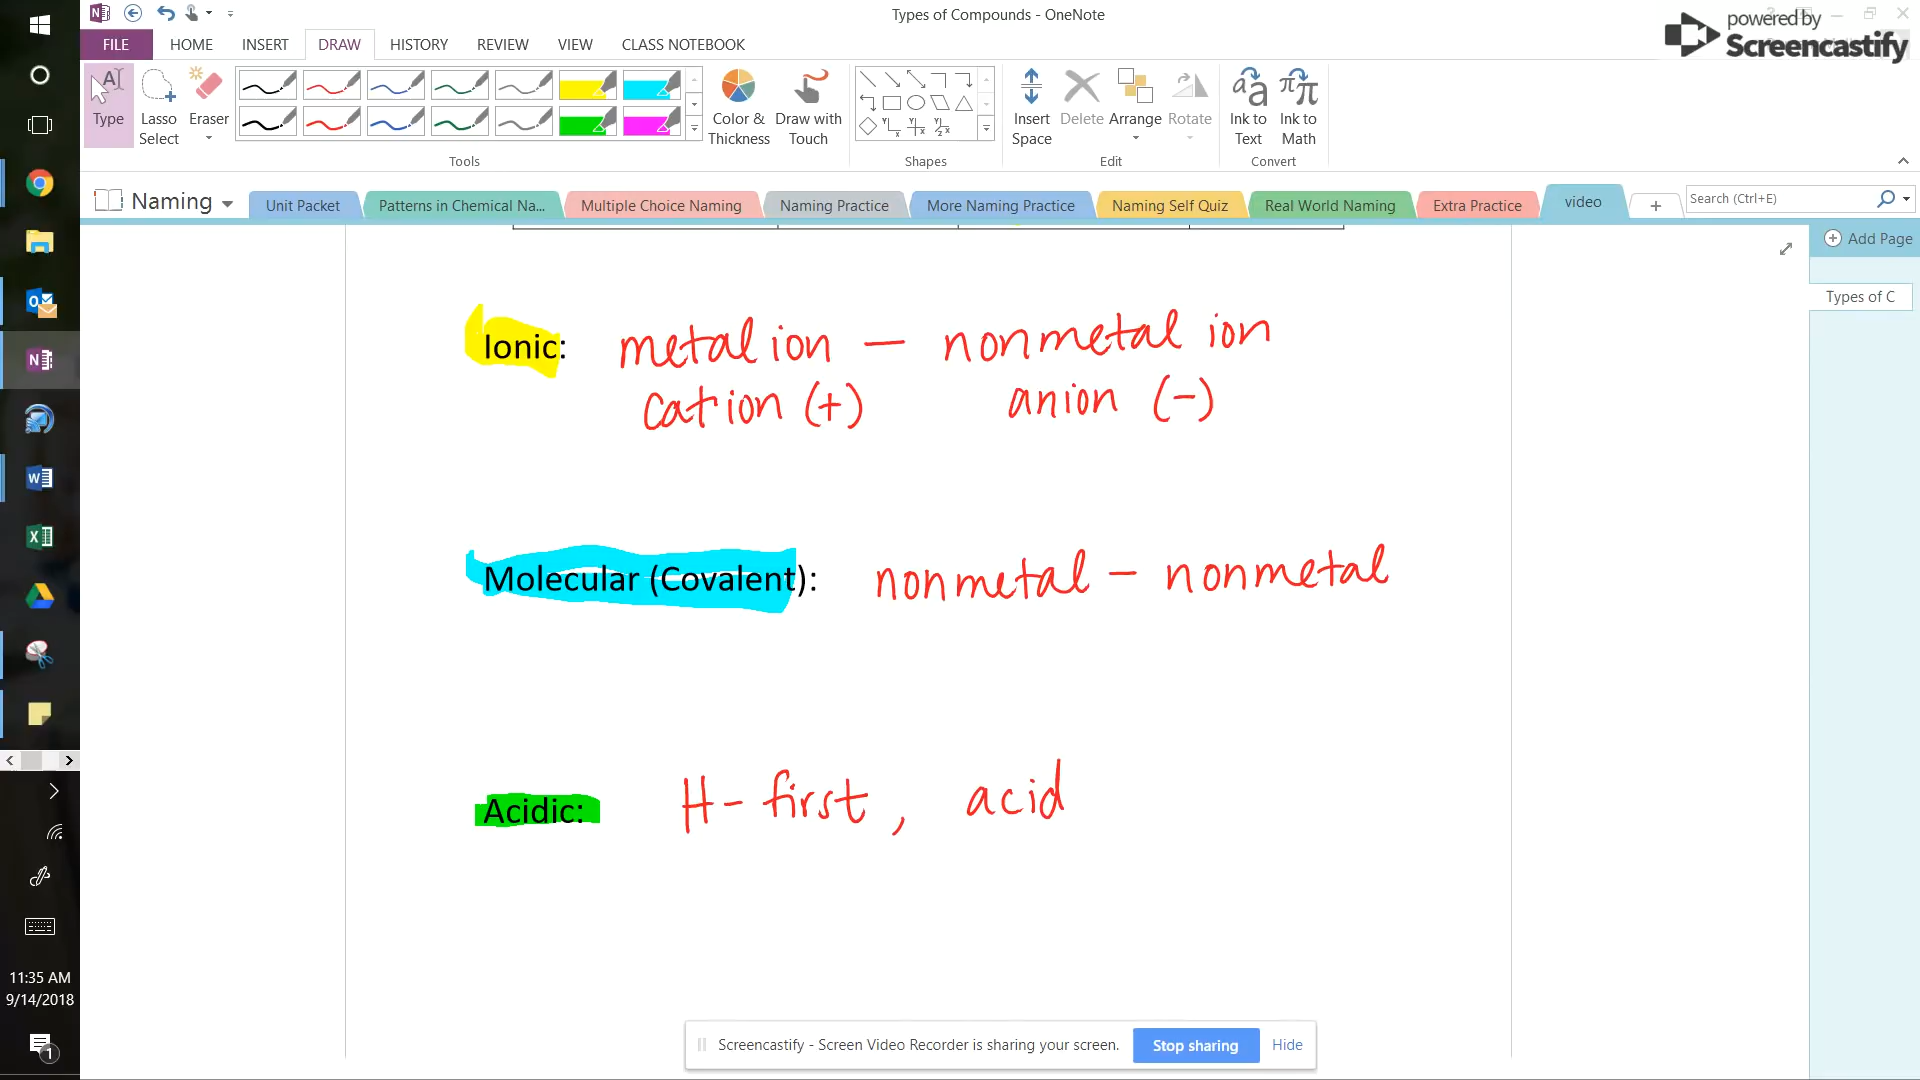 Types of Compounds - OneNote
powered by
Screencastify
FILE HOME INSERT DRAW HISTORY REVIEW VIEW CLASS NOTEBOOK
Type
Lasso Select
Eraser
Color & Thickness
Draw with Touch
Insert Space
Delete
Arrange
Rotate
Ink to Text
Ink to Math
Tools
Shapes
Edit
Convert
Naming
Unit Packet
Patterns in Chemical Na...
Multiple Choice Naming
Naming Practice
More Naming Practice
Naming Self Quiz
Real World Naming
Extra Practice
video
Search (Ctrl+E)
Add Page
Types of C
Ionic: metal ion — nonmetal ion
cation (+) anion (-)
Molecular (Covalent): nonmetal — nonmetal
Acidic: H - first, acid
11:35 AM
9/14/2018
1
Screencastify - Screen Video Recorder is sharing your screen. Stop sharing Hide